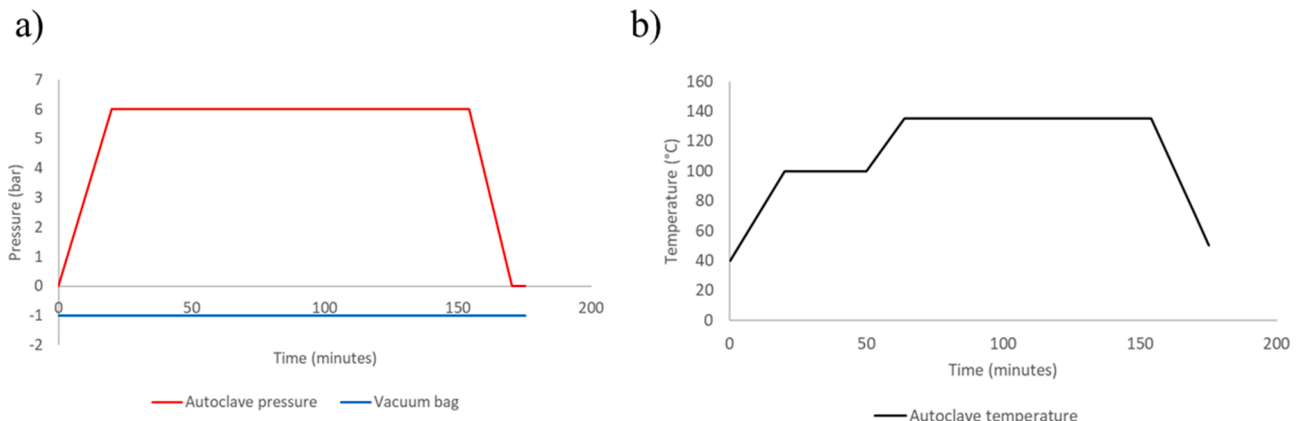 a)
7
6
5
4
3
2
1
0
-1
-2
Pressure (bar)
0 50 100 150 200
Time (minutes)
Autoclave pressure Vacuum bag
b)
160
140
120
100
80
60
40
20
0
Temperature (°C)
0 50 100 150 200
Time (minutes)
Autoclave temperature